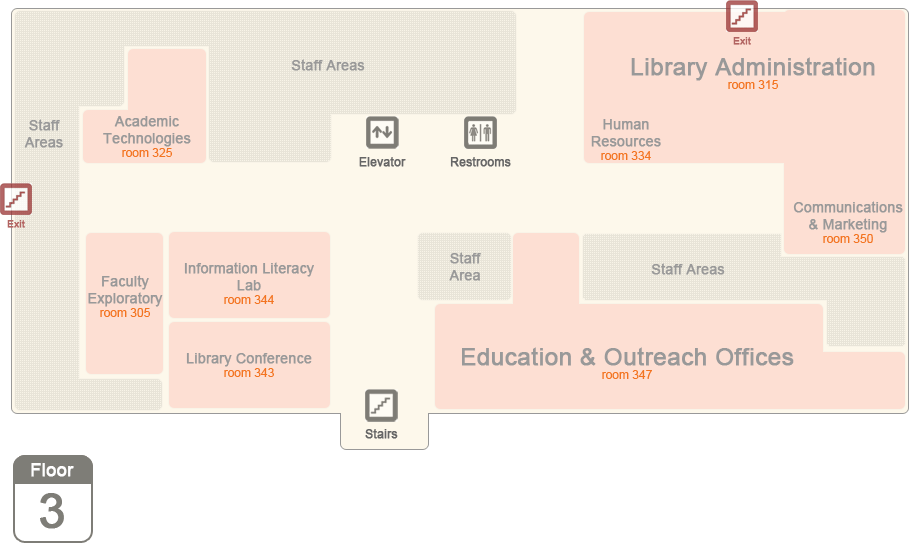 Exit
Staff Areas
Library Administration
room 315
Staff
Areas
Academic
Technologies
room 325
Elevator
Restrooms
Human
Resources
room 334
Exit
Communications
& Marketing
room 350
Faculty
Exploratory
room 305
Information Literacy
Lab
room 344
Staff
Area
Staff Areas
Library Conference
room 343
Education & Outreach Offices
room 347
Stairs
Floor
3